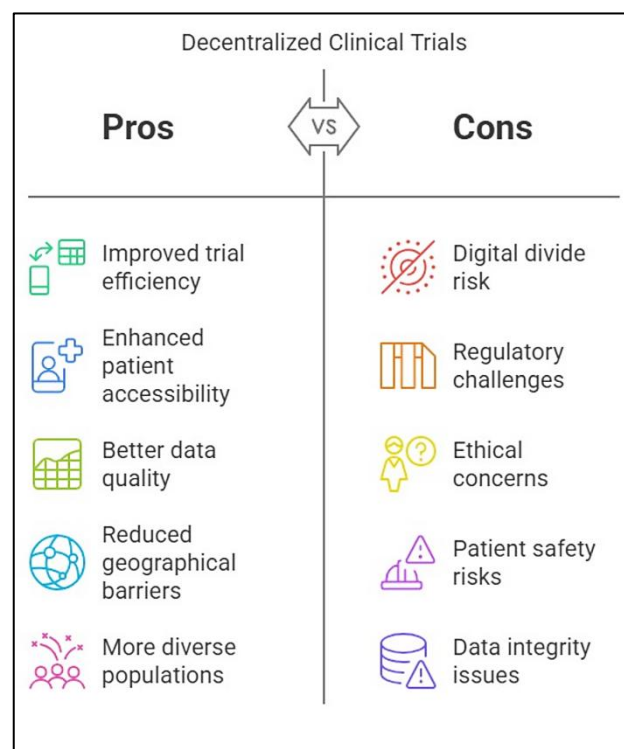 Decentralized Clinical Trials
Pros
VS
Cons
Improved trial
efficiency
Enhanced
patient
accessibility
Better data
quality
Reduced
geographical
barriers
More diverse
populations
Digital divide
risk
Regulatory
challenges
Ethical
concerns
Patient safety
risks
Data integrity
issues